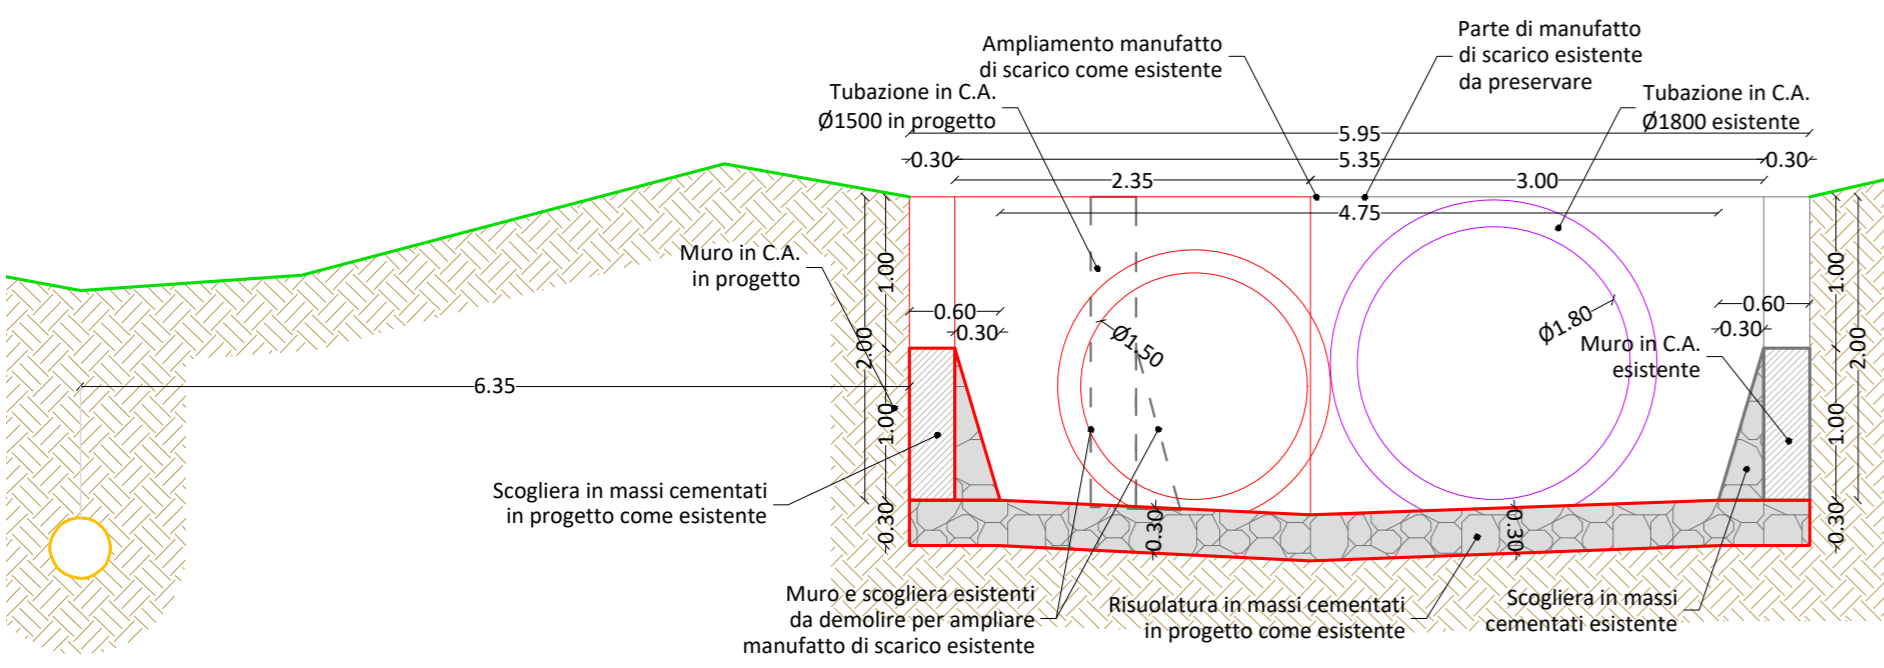 Ampliamento manufatto
di scarico come esistente
Parte di manufatto
di scarico esistente
da preservare
Tubazione in C.A.
Ø1500 in progetto
Tubazione in C.A.
Ø1800 esistente
5.95
0.30
5.35
0.30
2.35
3.00
4.75
Muro in C.A.
in progetto
1.00
2.00
1.00
0.30
0.60
0.30
Ø1.50
Ø1.80
0.60
0.30
Muro in C.A.
esistente
1.00
2.00
1.00
0.30
6.35
Scogliera in massi cementati
in progetto come esistente
0.30
0.30
Muro e scogliera esistenti
da demolire per ampliare
manufatto di scarico esistente
Risuolatura in massi cementati
in progetto come esistente
Scogliera in massi
cementati esistente